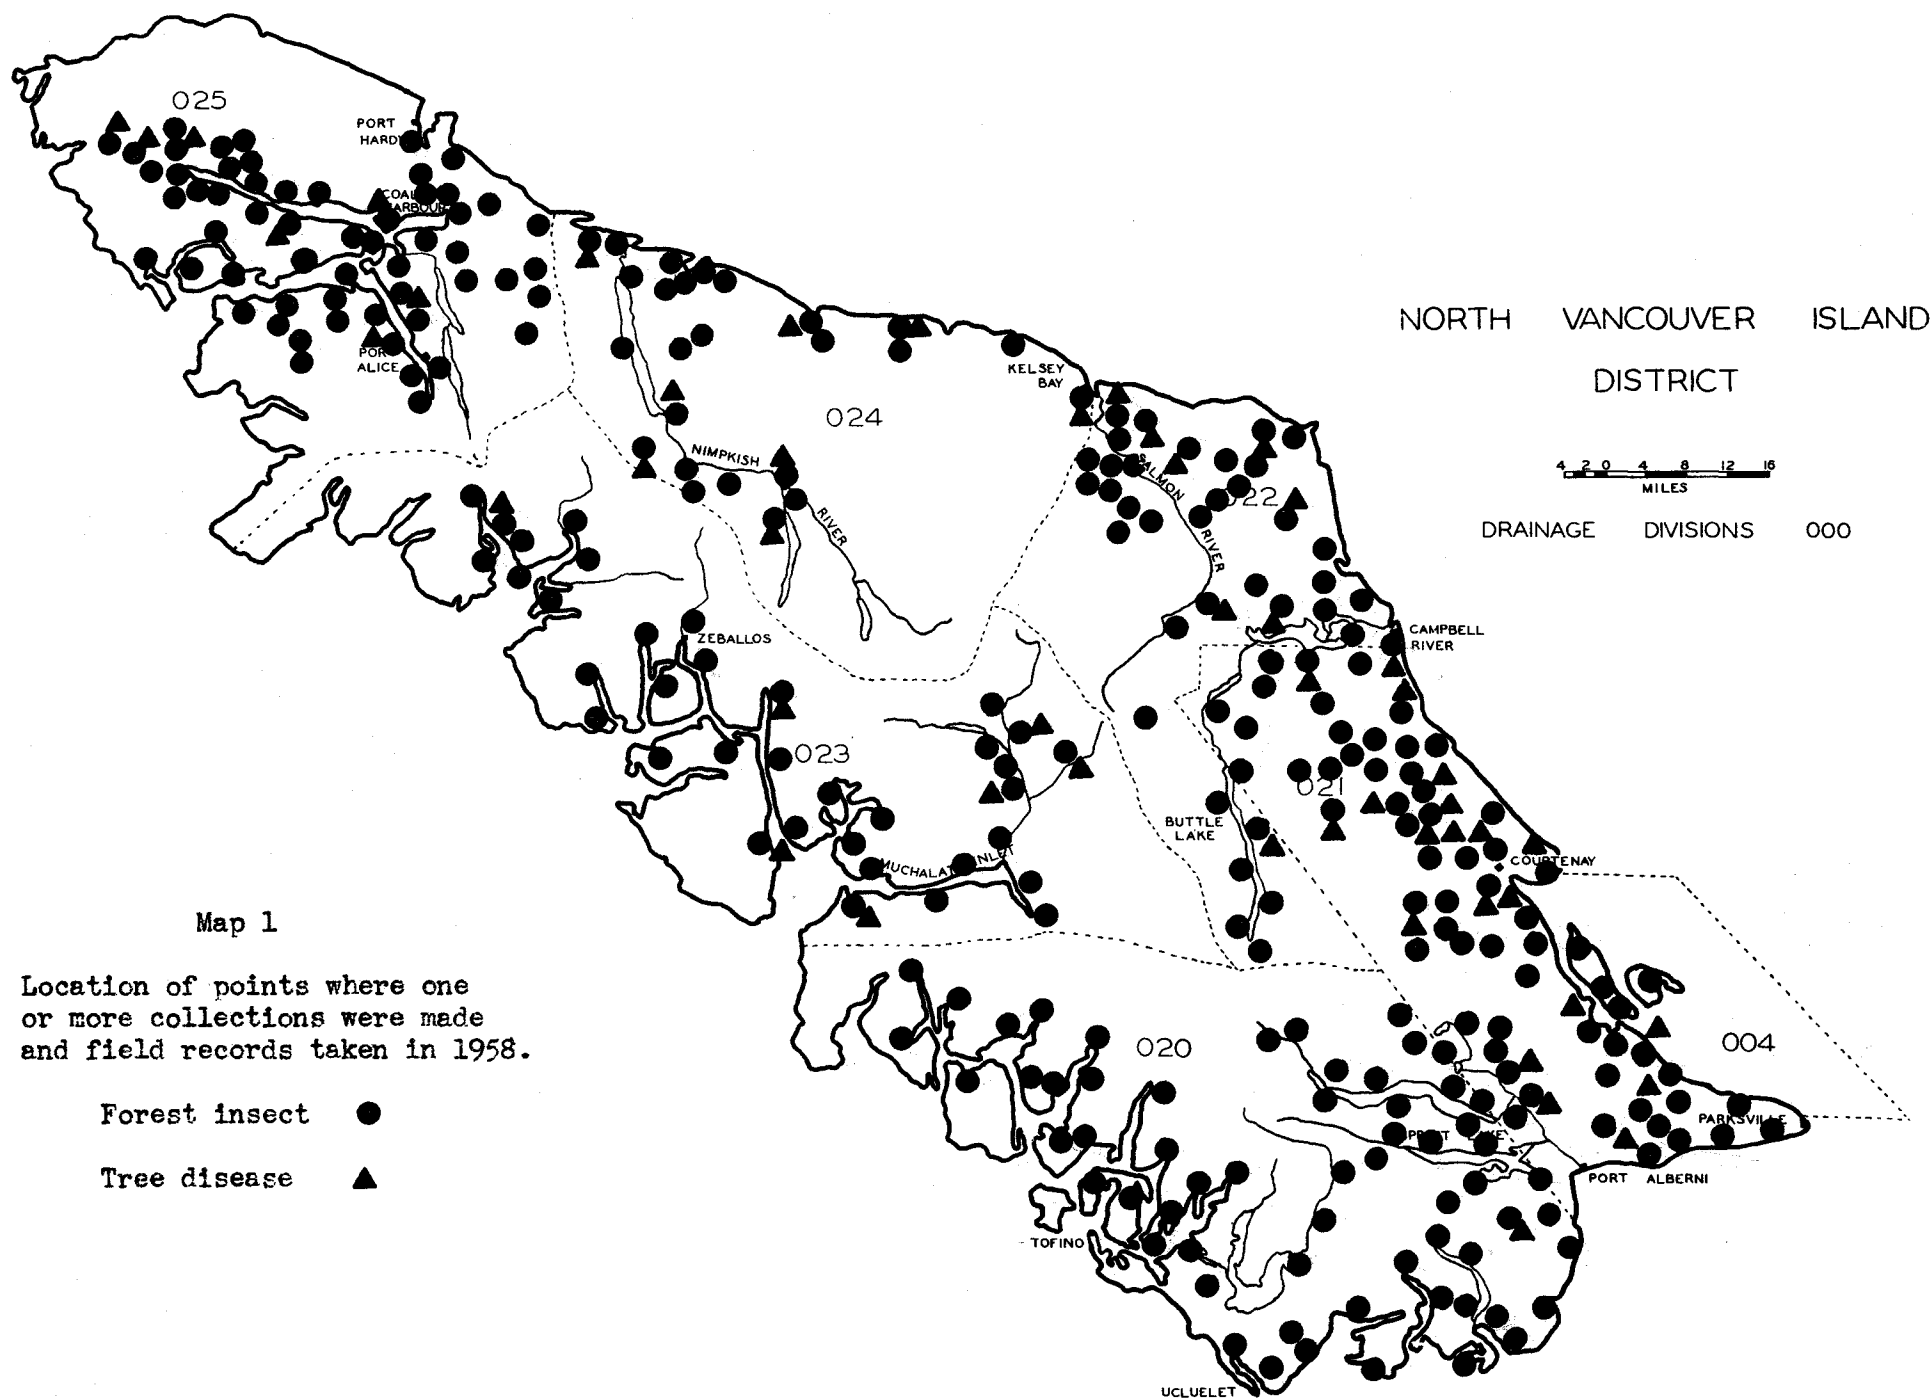 NORTH VANCOUVER ISLAND
DISTRICT
4 2 0 4 8 12 16
MILES
DRAINAGE DIVISIONS 000
025
PORT
HARDY
COAL
HARBOUR
PORT
ALICE
024
KELSEY
BAY
NIMPKISH
RIVER
SALMON
RIVER
022
CAMPBELL
RIVER
ZEBALLOS
023
021
BUTTLE
LAKE
MUCHALAT INLET
COURTENAY
020
004
PARKSVILLE
LAKE
PORT ALBERNI
TOFINO
UCLUELET
Map 1
Location of points where one
or more collections were made
and field records taken in 1958.
Forest insect
Tree disease